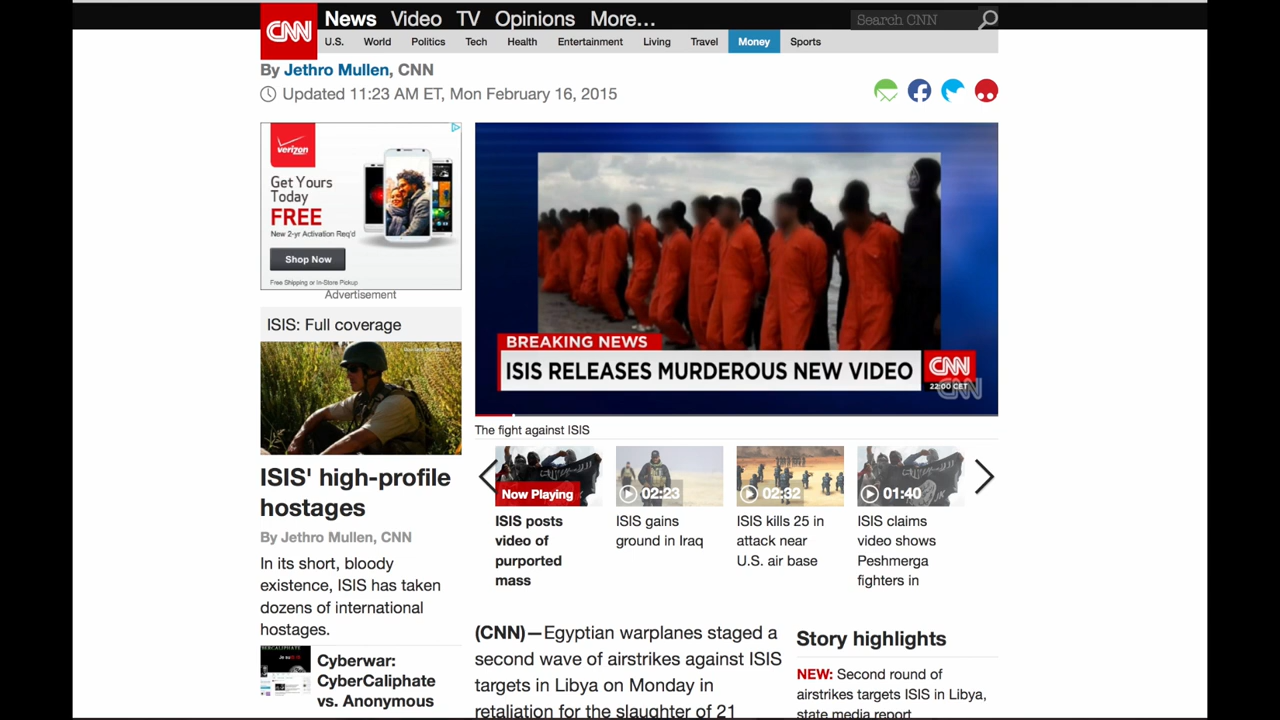 CNN
News Video TV Opinions More...
Search CNN
U.S. World Politics Tech Health Entertainment Living Travel Money Sports
By Jethro Mullen, CNN
Updated 11:23 AM ET, Mon February 16, 2015
verizon
Get Yours
Today
FREE
New 2-yr Activation Req'd
Shop Now
Free Shipping or In-Store Pickup
Advertisement
ISIS: Full coverage
ISIS' high-profile
hostages
By Jethro Mullen, CNN
In its short, bloody
existence, ISIS has taken
dozens of international
hostages.
Cyberwar:
CyberCaliphate
vs. Anonymous
BREAKING NEWS
ISIS RELEASES MURDEROUS NEW VIDEO
CNN
22:00 CET
CNN
The fight against ISIS
Now Playing
ISIS posts
video of
purported
mass
02:23
ISIS gains
ground in Iraq
02:32
ISIS kills 25 in
attack near
U.S. air base
01:40
ISIS claims
video shows
Peshmerga
fighters in
(CNN)—Egyptian warplanes staged a
second wave of airstrikes against ISIS
targets in Libya on Monday in
retaliation for the slaughter of 21
Story highlights
NEW: Second round of
airstrikes targets ISIS in Libya,
state media report